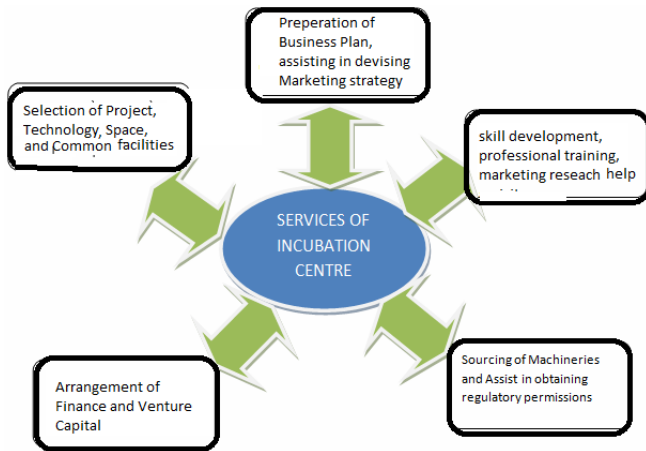 Preperation of
Business Plan,
assisting in devising
Marketing strategy
Selection of Project,
Technology, Space,
and Common facilities
skill development,
professional training,
marketing reseach help
SERVICES OF
INCUBATION
CENTRE
Arrangement of
Finance and Venture
Capital
Sourcing of Machineries
and Assist in obtaining
regulatory permissions